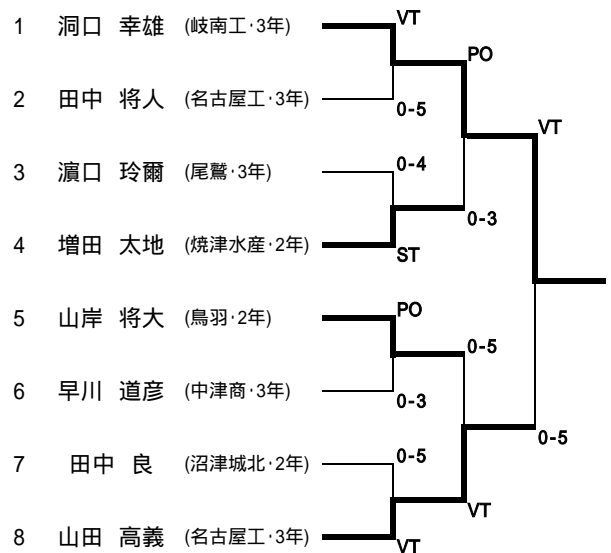 VT
1 洞口 幸雄 (岐南工・3年)
PO
2 田中 将人 (名古屋工・3年)
0-5
VT
0-4
3 濵口 玲爾 (尾鷲・3年)
0-3
4 増田 太地 (焼津水産・2年)
ST
PO
5 山岸 将大 (鳥羽・2年)
0-5
6 早川 道彦 (中津商・3年)
0-3
0-5
0-5
7 田中 良 (沼津城北・2年)
VT
8 山田 高義 (名古屋工・3年)
VT